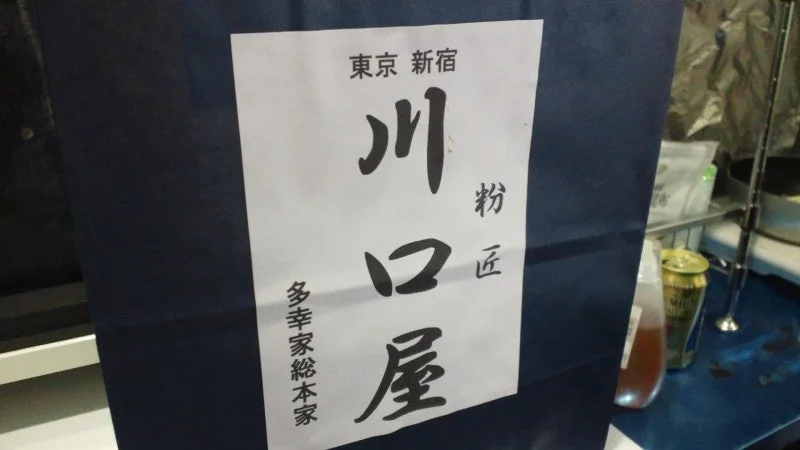 東京 新宿
粉匠
川口屋
多幸家総本家